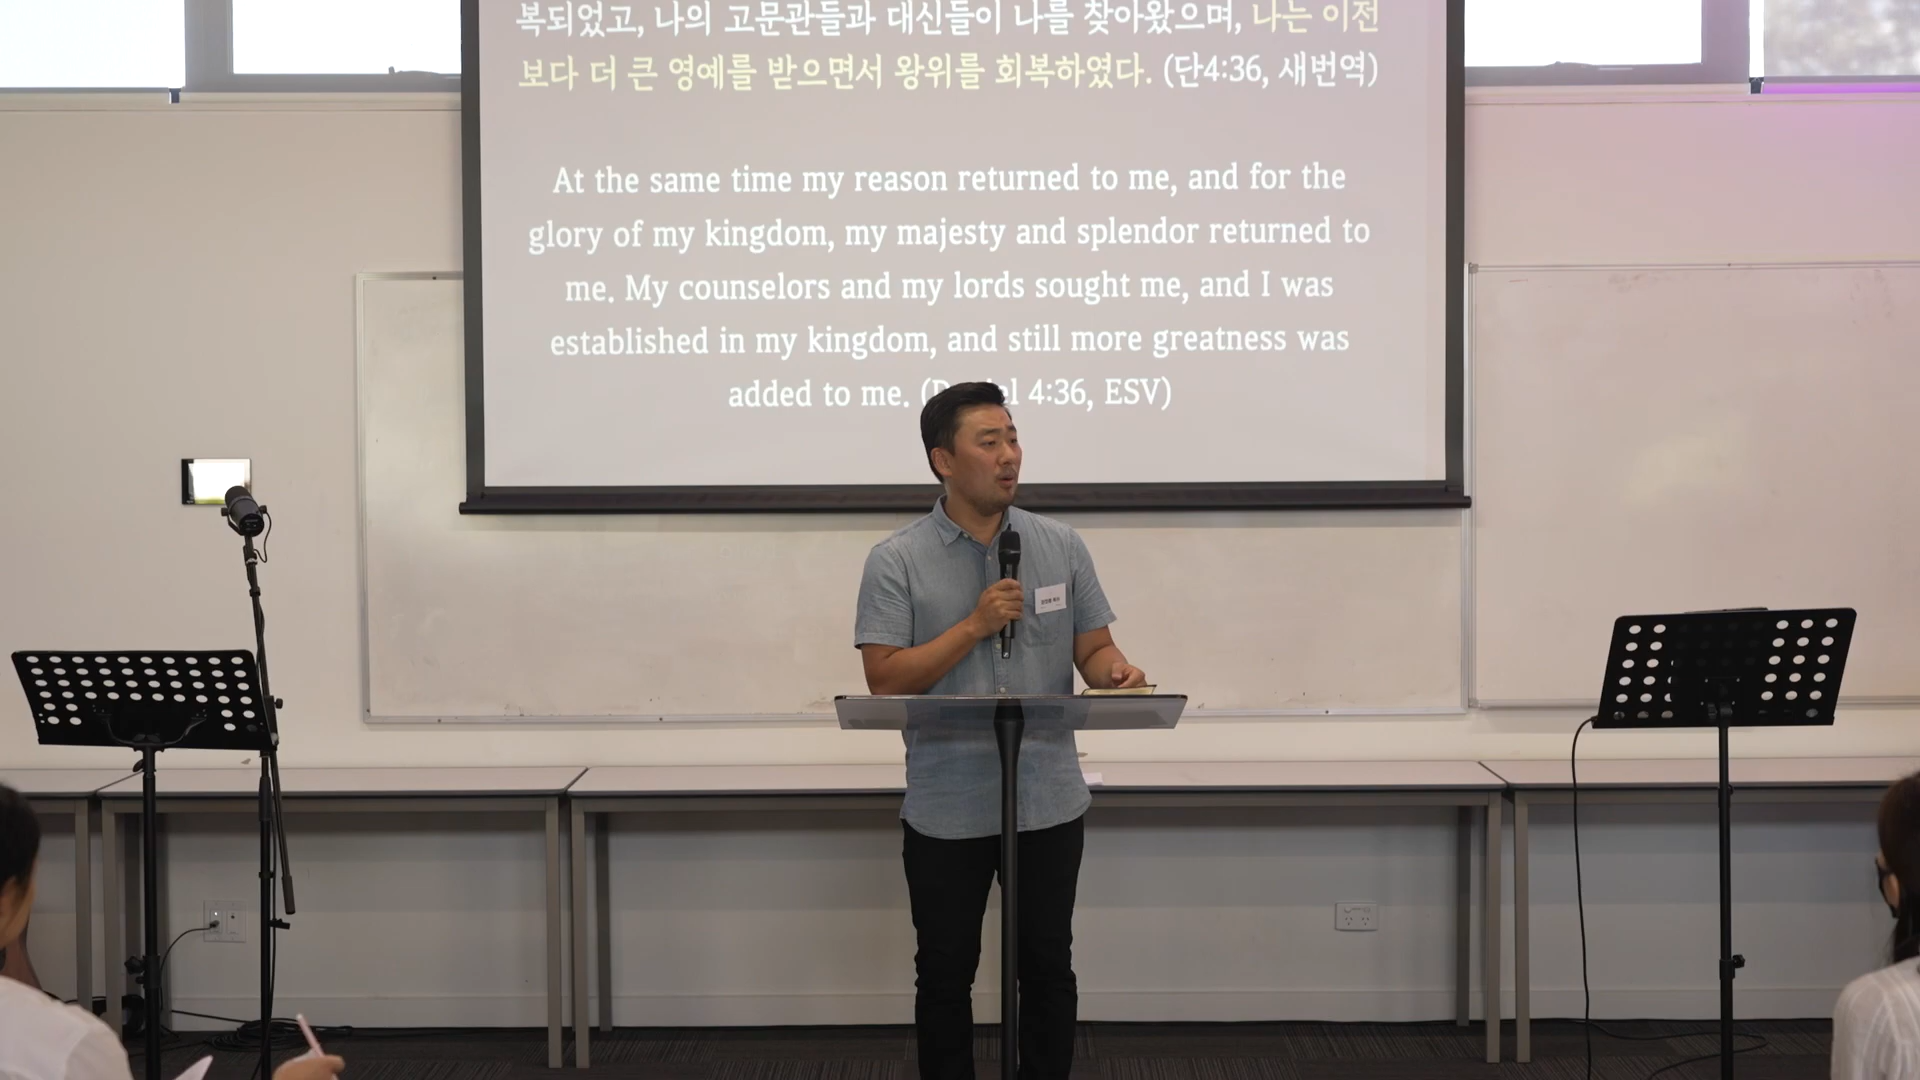 복되었고, 나의 고문관들과 대신들이 나를 찾아왔으며, 나는 이전
보다 더 큰 영예를 받으면서 왕위를 회복하였다. (단4:36, 새번역)
At the same time my reason returned to me, and for the
glory of my kingdom, my majesty and splendor returned to
me. My counselors and my lords sought me, and I was
established in my kingdom, and still more greatness was
added to me. (D el 4:36, ESV)